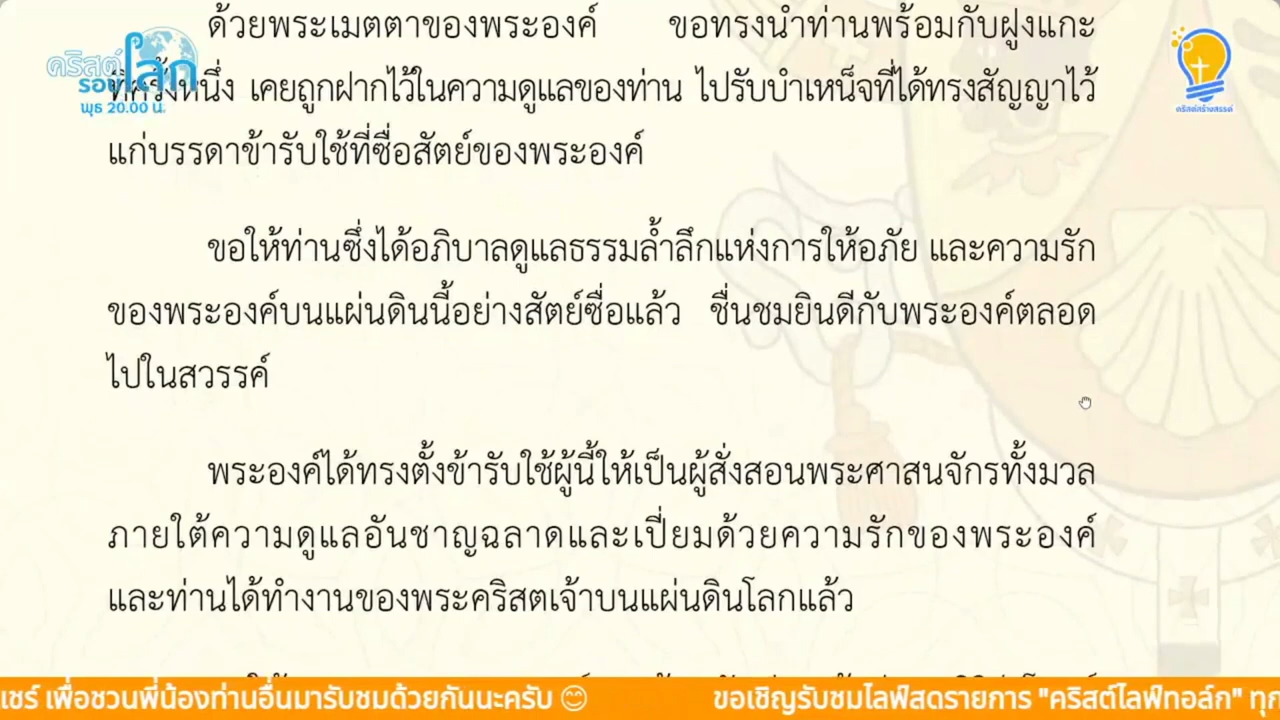 ด้วยพระเมตตาของพระองค์ ขอทรงนำท่านพร้อมกับฝูงแกะ
คริสต์
รอบโลก
พุธ 20.00 น.
ที่ครั้งหนึ่ง เคยถูกฝากไว้ในความดูแลของท่าน ไปรับบำเหน็จที่ได้ทรงสัญญาไว้
คริสต์สร้างสรรค์
แก่บรรดาข้ารับใช้ที่ซื่อสัตย์ของพระองค์
ขอให้ท่านซึ่งได้อภิบาลดูแลธรรมล้ำลึกแห่งการให้อภัย และความรัก
ของพระองค์บนแผ่นดินนี้อย่างสัตย์ซื่อแล้ว ชื่นชมยินดีกับพระองค์ตลอด
ไปในสวรรค์
พระองค์ได้ทรงตั้งข้ารับใช้ผู้นี้ให้เป็นผู้สั่งสอนพระศาสนจักรทั้งมวล
ภายใต้ความดูแลอันชาญฉลาดและเปี่ยมด้วยความรักของพระองค์
และท่านได้ทำงานของพระคริสตเจ้าบนแผ่นดินโลกแล้ว
แชร์ เพื่อชวนพี่น้องท่านอื่นมารับชมด้วยกันนะครับ 😊 ขอเชิญรับชมไลฟ์สดรายการ "คริสต์ไลฟ์ทอล์ก" ทุก